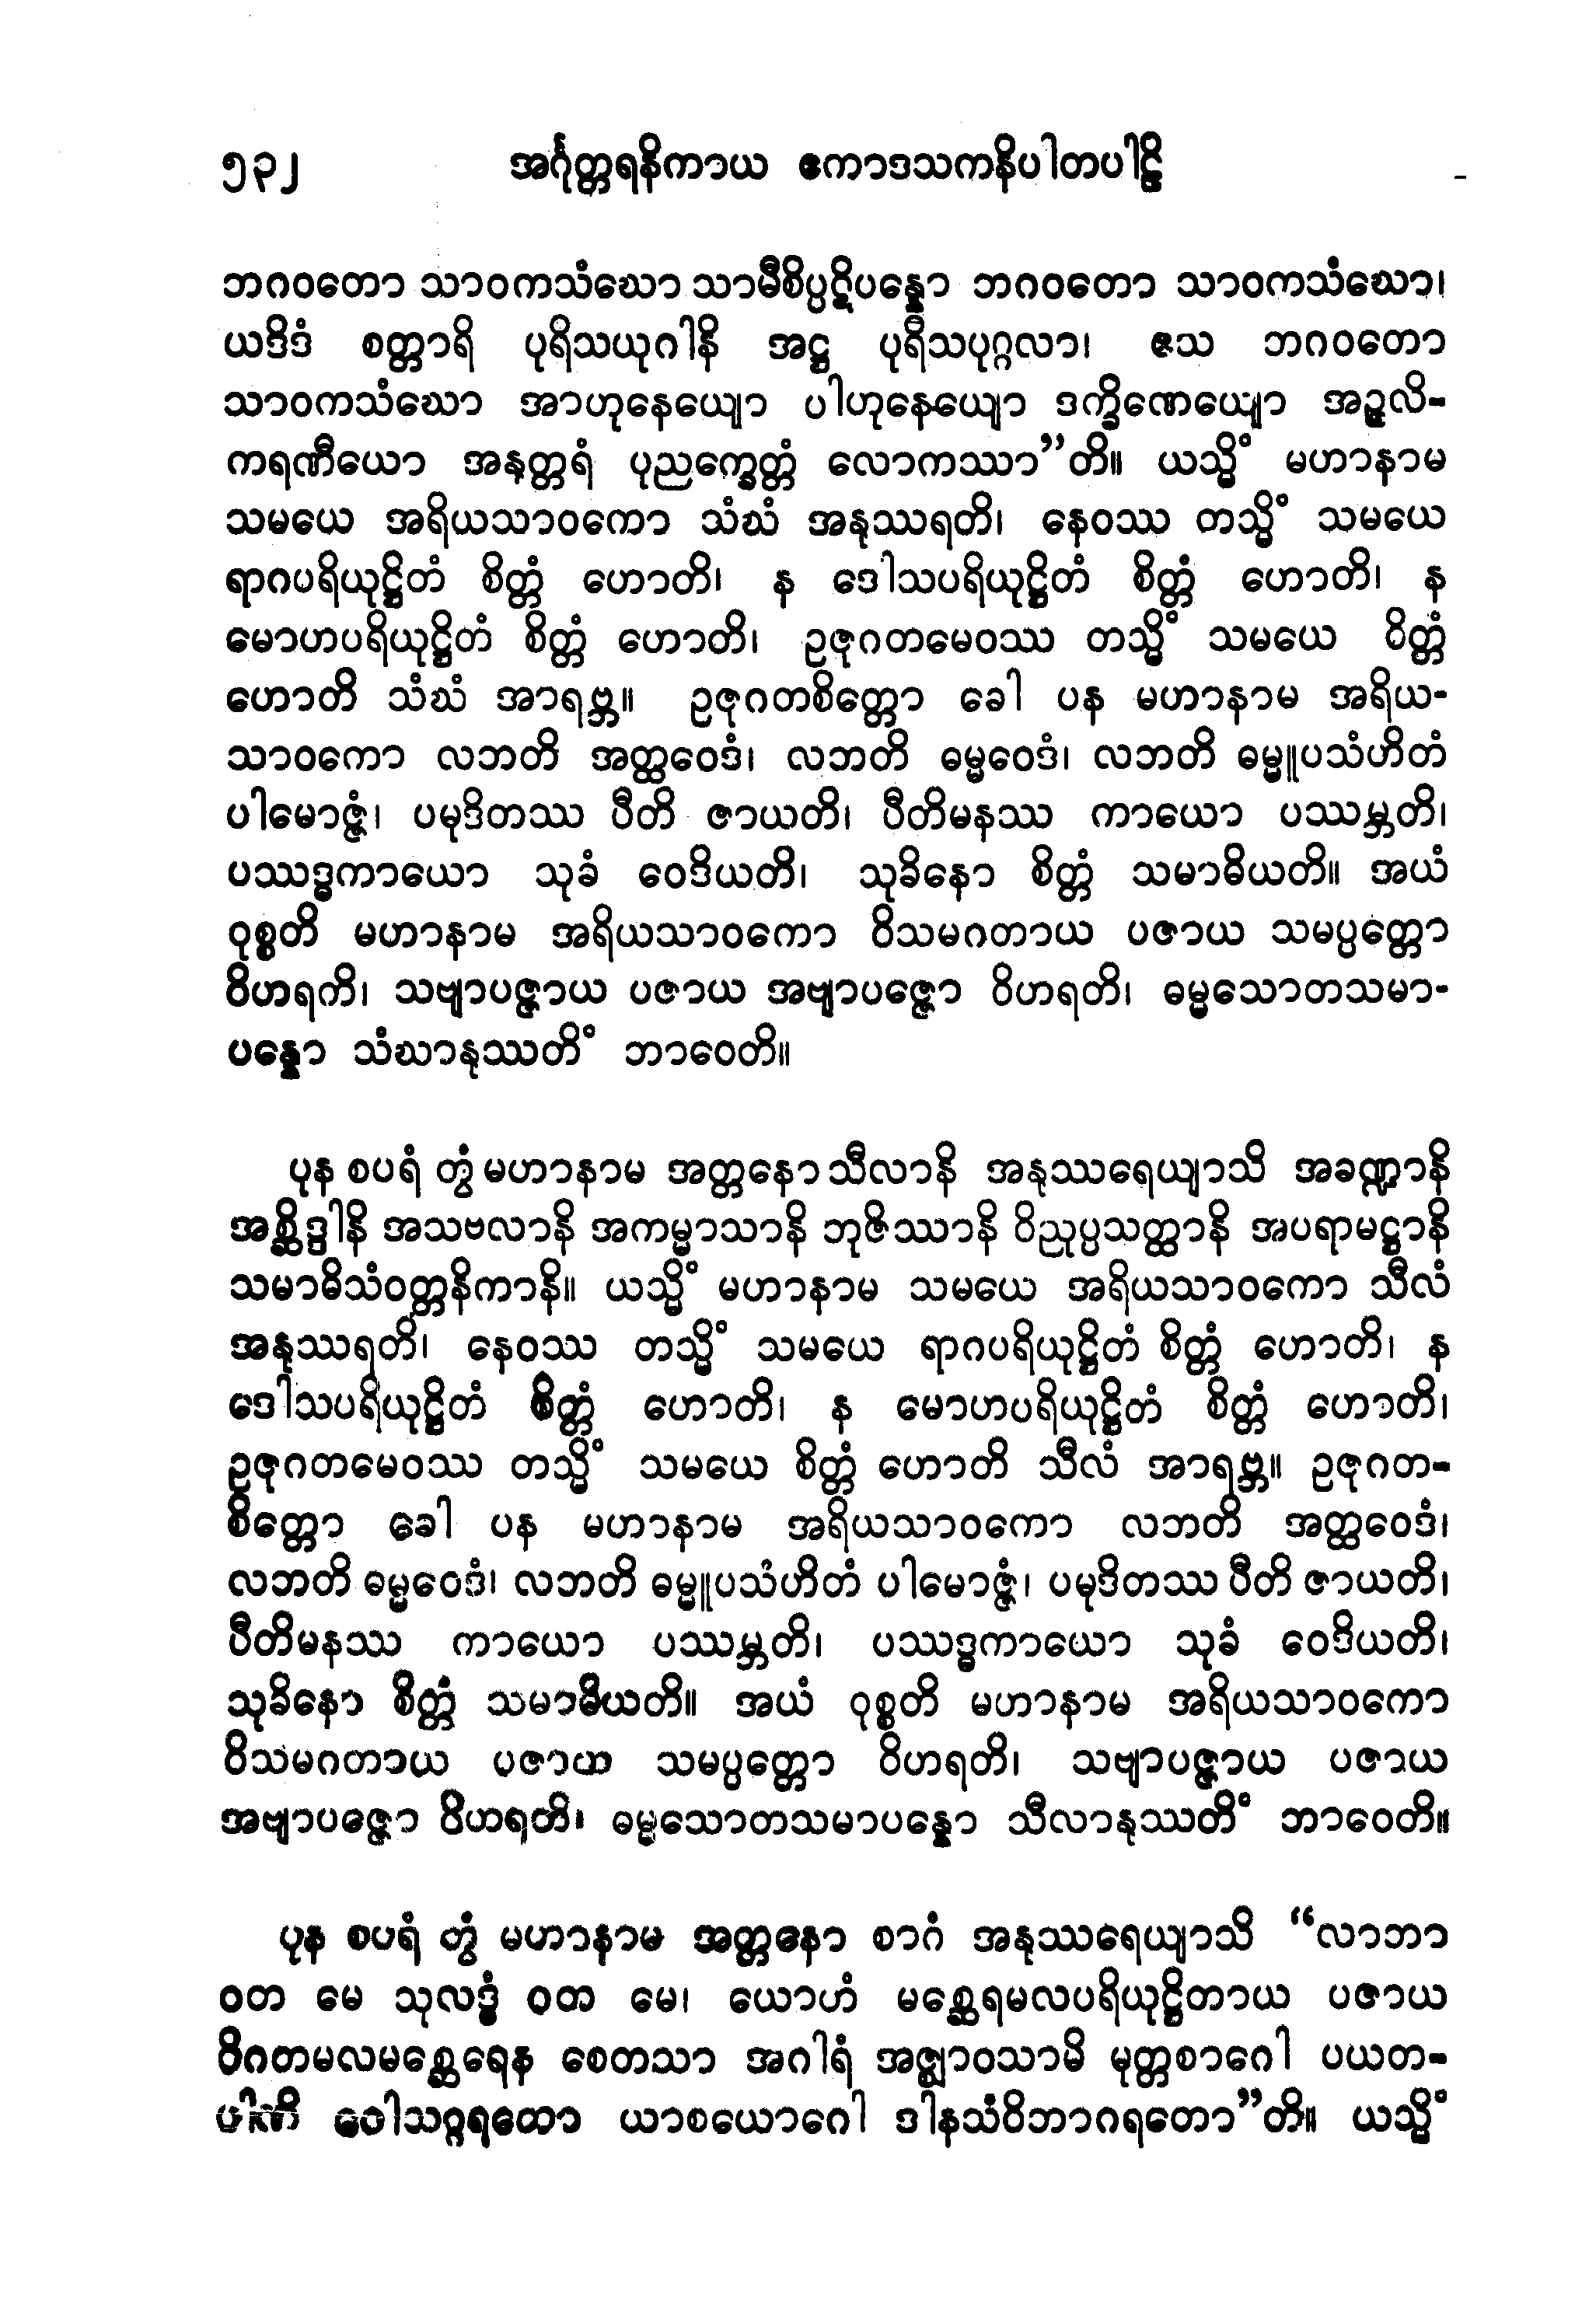 ၅၃၂ အင်္ဂုတ္တရနိကာယ ဧကာဒသကနိပါတပါဠိ
ဘဂဝတော သာဝကသံဃော သာမီစိပ္ပဋိပန္နော ဘဂဝတော သာဝကသံဃော၊
ယဒိဒံ စတ္တာရိ ပုရိသယုဂါနိ အဋ္ဌ ပုရိသပုဂ္ဂလာ၊ ဧသ ဘဂဝတော
သာဝကသံဃော အာဟုနေယျော ပါဟုနေယျော ဒက္ခိဏေယျော အဉ္ဇလိ-
ကရဏီယော အနုတ္တရံ ပုညက္ခေတ္တံ လောကဿာ”တိ။ ယသ္မိံ မဟာနာမ
သမယေ အရိယသာဝကော သံဃံ အနုဿရတိ၊ နေဝဿ တသ္မိံ သမယေ
ရာဂပရိယုဋ္ဌိတံ စိတ္တံ ဟောတိ၊ န ဒေါသပရိယုဋ္ဌိတံ စိတ္တံ ဟောတိ၊ န
မောဟပရိယုဋ္ဌိတံ စိတ္တံ ဟောတိ၊ ဥဇုဂတမေဝဿ တသ္မိံ သမယေ စိတ္တံ
ဟောတိ သံဃံ အာရဗ္ဘ။ ဥဇုဂတစိတ္တော ခေါ ပန မဟာနာမ အရိယ-
သာဝကော လဘတိ အတ္ထဝေဒံ၊ လဘတိ ဓမ္မဝေဒံ၊ လဘတိ ဓမ္မူပသံဟိတံ
ပါမောဇ္ဇံ၊ ပမုဒိတဿ ပီတိ ဇာယတိ၊ ပီတိမနဿ ကာယော ပဿမ္ဘတိ၊
ပဿဒ္ဓကာယော သုခံ ဝေဒိယတိ၊ သုခိနော စိတ္တံ သမာဓိယတိ။ အယံ
ဝုစ္စတိ မဟာနာမ အရိယသာဝကော ဝိသမဂတာယ ပဇာယ သမပ္ပတ္တော
ဝိဟရတိ၊ သဗျာပဇ္ဇာယ ပဇာယ အဗျာပဇ္ဇော ဝိဟရတိ၊ ဓမ္မသောတသမာ-
ပန္နော သံဃာနုဿတိံ ဘာဝေတိ။
ပုန စပရံ တွံ မဟာနာမ အတ္တနော သီလာနိ အနုဿရေယျာသိ အခဏ္ဍာနိ
အစ္ဆိဒ္ဒါနိ အသဗလာနိ အကမ္မာသာနိ ဘုဇိဿာနိ ဝိညုပ္ပသတ္ထာနိ အပရာမဋ္ဌာနိ
သမာဓိသံဝတ္တနိကာနိ။ ယသ္မိံ မဟာနာမ သမယေ အရိယသာဝကော သီလံ
အနုဿရတိ၊ နေဝဿ တသ္မိံ သမယေ ရာဂပရိယုဋ္ဌိတံ စိတ္တံ ဟောတိ၊ န
ဒေါသပရိယုဋ္ဌိတံ စိတ္တံ ဟောတိ၊ န မောဟပရိယုဋ္ဌိတံ စိတ္တံ ဟောတိ၊
ဥဇုဂတမေဝဿ တသ္မိံ သမယေ စိတ္တံ ဟောတိ သီလံ အာရဗ္ဘ။ ဥဇုဂတ-
စိတ္တော ခေါ ပန မဟာနာမ အရိယသာဝကော လဘတိ အတ္ထဝေဒံ၊
လဘတိ ဓမ္မဝေဒံ၊ လဘတိ ဓမ္မူပသံဟိတံ ပါမောဇ္ဇံ၊ ပမုဒိတဿ ပီတိ ဇာယတိ၊
ပီတိမနဿ ကာယော ပဿမ္ဘတိ၊ ပဿဒ္ဓကာယော သုခံ ဝေဒိယတိ၊
သုခိနော စိတ္တံ သမာဓိယတိ။ အယံ ဝုစ္စတိ မဟာနာမ အရိယသာဝကော
ဝိသမဂတာယ ပဇာယ သမပ္ပတ္တော ဝိဟရတိ၊ သဗျာပဇ္ဇာယ ပဇာယ
အဗျာပဇ္ဇော ဝိဟရတိ၊ ဓမ္မသောတသမာပန္နော သီလာနုဿတိံ ဘာဝေတိ။
ပုန စပရံ တွံ မဟာနာမ အတ္တနော စာဂံ အနုဿရေယျာသိ “လာဘာ
ဝတ မေ သုလဒ္ဓံ ဝတ မေ၊ ယောဟံ မစ္ဆေရမလပရိယုဋ္ဌိတာယ ပဇာယ
ဝိဂတမလမစ္ဆေရေန စေတသာ အဂါရံ အဇ္ဈာဝသာမိ မုတ္တစာဂေါ ပယတ-
ပါဏိ ဝေါသဂ္ဂရတော ယာစယောဂေါ ဒါနသံဝိဘာဂရတော”တိ။ ယသ္မိံ